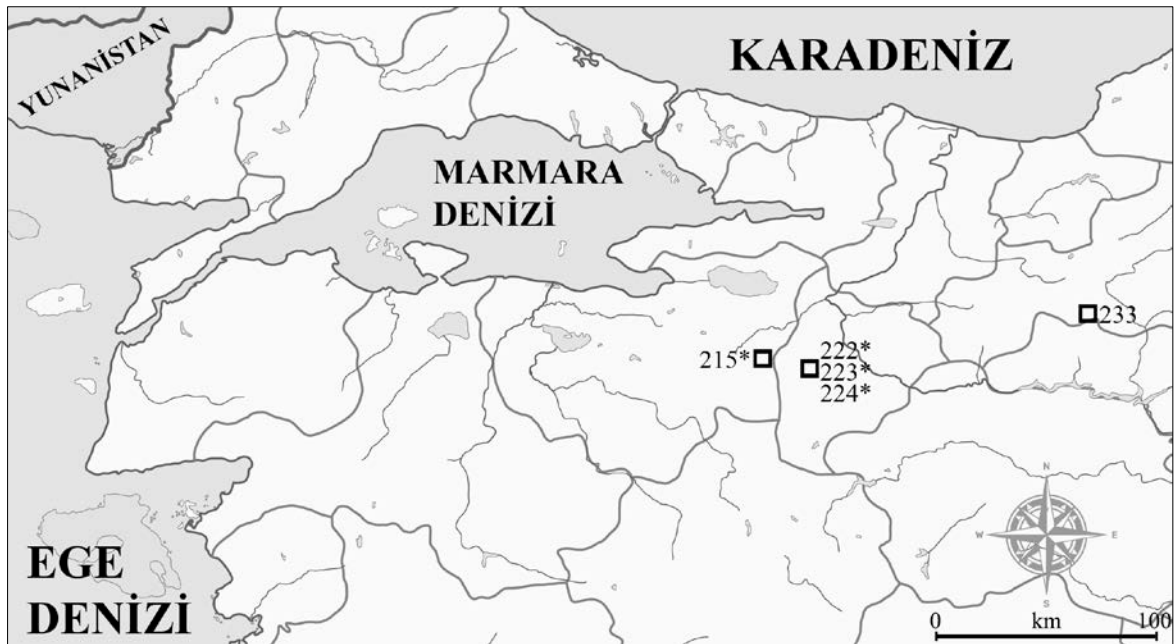 YUNANİSTAN
KARADENİZ
MARMARA
DENİZİ
233
215*
222*
223*
224*
EGE
DENİZİ
N
W
E
S
0
km
100